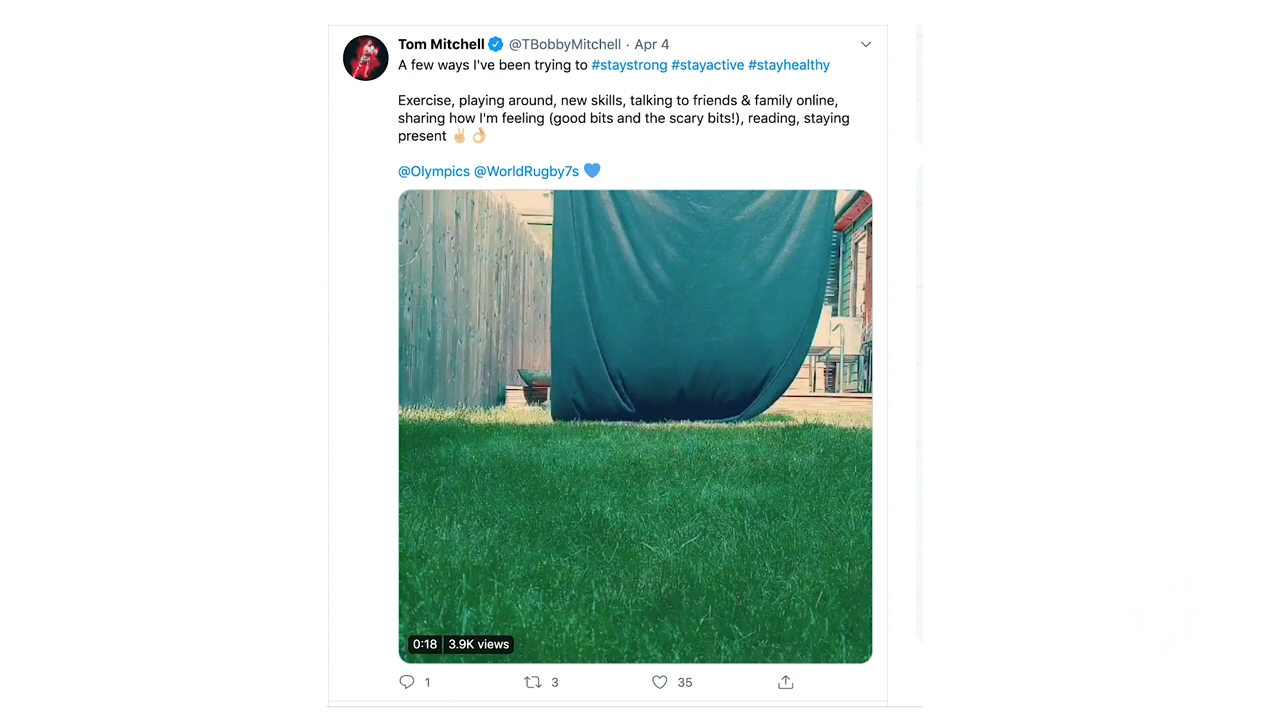 Tom Mitchell @TBobbyMitchell · Apr 4
A few ways I've been trying to #staystrong #stayactive #stayhealthy
Exercise, playing around, new skills, talking to friends & family online,
sharing how I'm feeling (good bits and the scary bits!), reading, staying
present ✌🏼 👌🏼
@Olympics @WorldRugby7s 💙
0:18 3.9K views
1 3 35